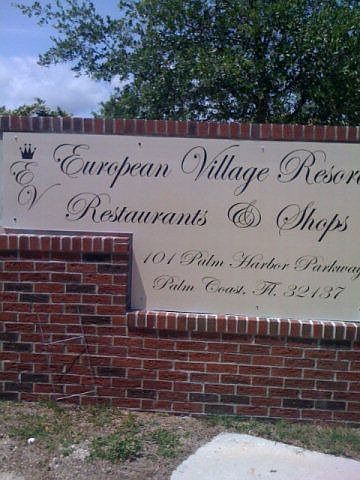 EV
European Village Resor
Restaurants & Shops
101 Palm Harbor Parkway
Palm Coast, Fl. 32137